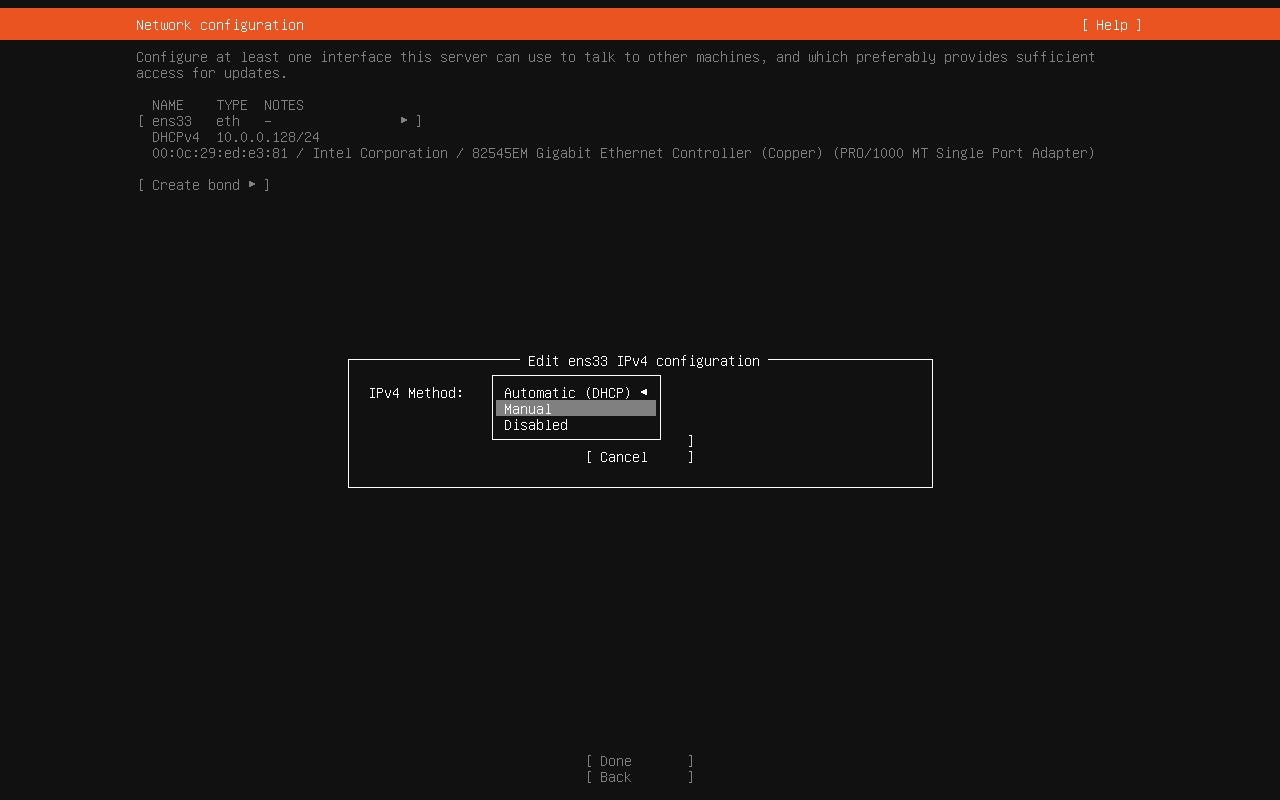 Network configuration [ Help ]
Configure at least one interface this server can use to talk to other machines, and which preferably provides sufficient
access for updates.
NAME TYPE NOTES
[ ens33 eth – ▸ ]
DHCPv4 10.0.0.128/24
00:0c:29:ed:e3:81 / Intel Corporation / 82545EM Gigabit Ethernet Controller (Copper) (PRO/1000 MT Single Port Adapter)
[ Create bond ▸ ]
Edit ens33 IPv4 configuration
IPv4 Method: Automatic (DHCP) ◂
Manual
Disabled
]
[ Cancel ]
[ Done ]
[ Back ]